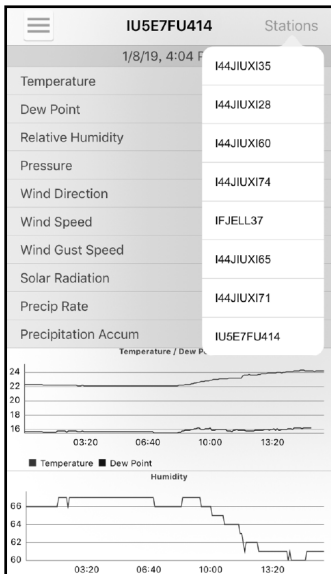 IU5E7FU414 Stations
1/8/19, 4:04 P
Temperature
Dew Point
Relative Humidity
Pressure
Wind Direction
Wind Speed
Wind Gust Speed
Solar Radiation
Precip Rate
Precipitation Accum
I44JIUXI35
I44JIUXI28
I44JIUXI60
I44JIUXI74
IFJELL37
I44JIUXI65
I44JIUXI71
IU5E7FU414
Temperature / Dew P
24
22
20
18
16
03:20 06:40 10:00 13:20
Temperature Dew Point
Humidity
66
64
62
60
03:20 06:40 10:00 13:20